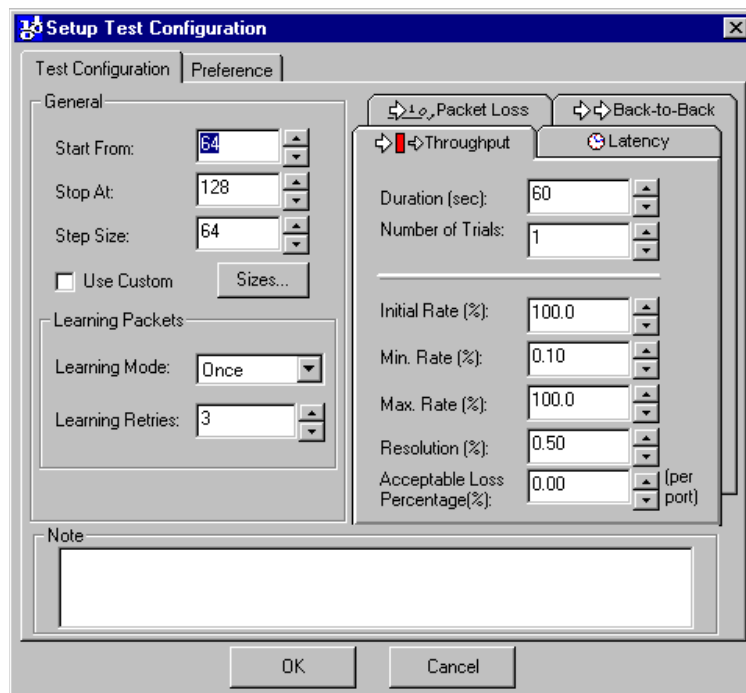 Setup Test Configuration
Test Configuration
Preference
General
Start From:
64
Stop At:
128
Step Size:
64
Use Custom
Sizes...
Learning Packets
Learning Mode:
Once
Learning Retries:
3
Packet Loss
Back-to-Back
Throughput
Latency
Duration (sec):
60
Number of Trials:
1
Initial Rate (%):
100.0
Min. Rate (%):
0.10
Max. Rate (%):
100.0
Resolution (%):
0.50
Acceptable Loss
Percentage(%):
0.00
(per
port)
Note
OK
Cancel